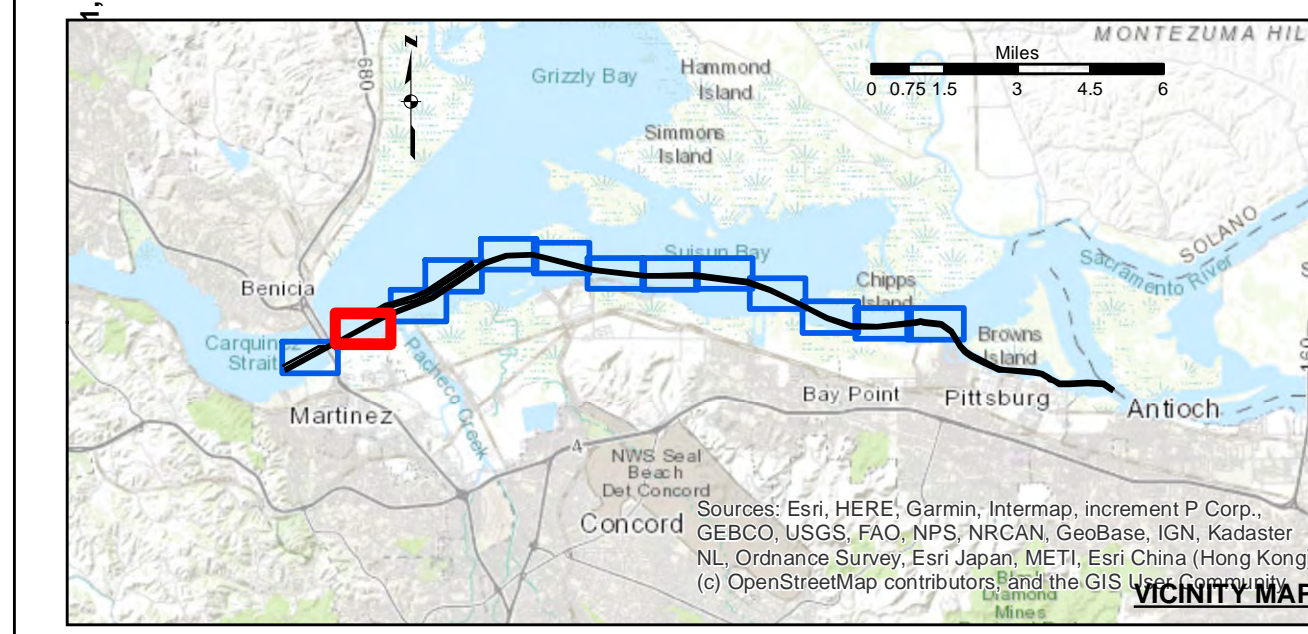 1,
MONTEZUMA HIL
Miles
0 0.75 1.5 3 4.5 6
N
680
Grizzly Bay
Hammond
Island
Simmons
Island
SOLANO
Sacramento River
Suisun Bay
Chipps
Island
Benicia
Carquinez
Strait
Pacheco Creek
Browns
Island
160
Martinez
Bay Point
Pittsburg
Antioch
4
NWS Seal
Beach
Det Concord
Concord
Sources: Esri, HERE, Garmin, Intermap, increment P Corp.,
GEBCO, USGS, FAO, NPS, NRCAN, GeoBase, IGN, Kadaster
NL, Ordnance Survey, Esri Japan, METI, Esri China (Hong Kong
(c) OpenStreetMap contributors, and the GIS User Community
VICINITY MAP
Diamond
Mines